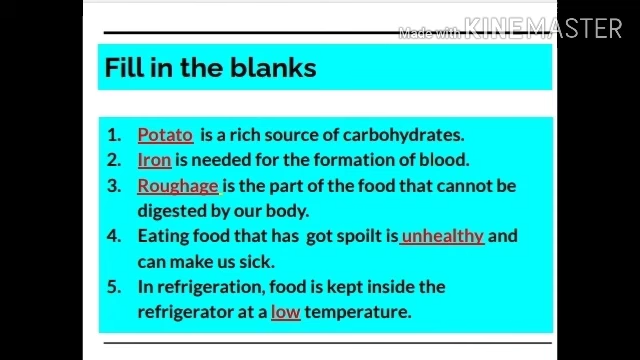 Made with KINEMASTER
Fill in the blanks
1. Potato is a rich source of carbohydrates.
2. Iron is needed for the formation of blood.
3. Roughage is the part of the food that cannot be
digested by our body.
4. Eating food that has got spoilt is unhealthy and
can make us sick.
5. In refrigeration, food is kept inside the
refrigerator at a low temperature.